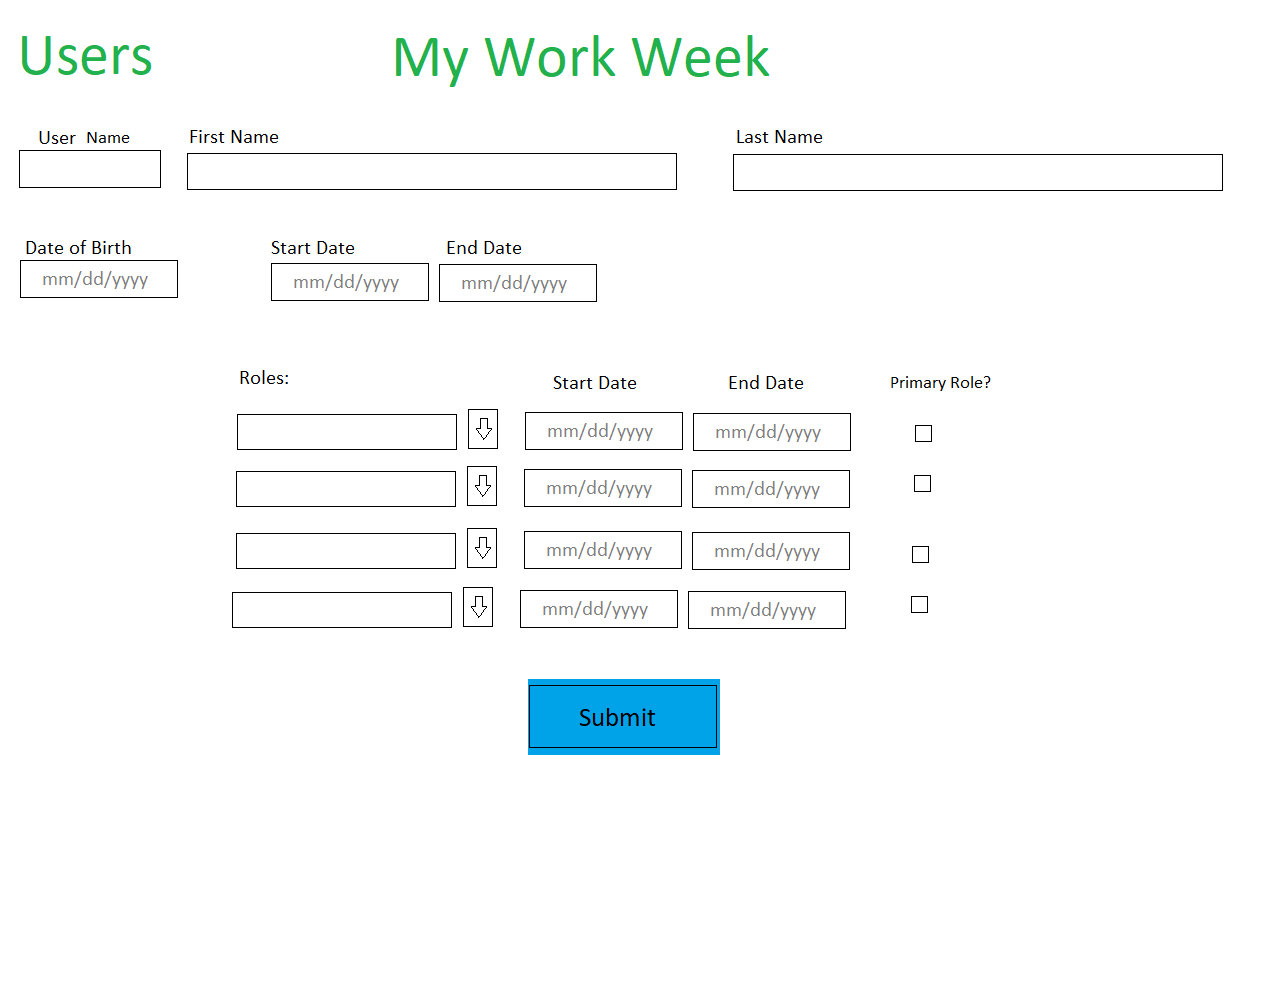 Users My Work Week
User Name First Name Last Name
Date of Birth Start Date End Date
mm/dd/yyyy mm/dd/yyyy mm/dd/yyyy
Roles: Start Date End Date Primary Role?
mm/dd/yyyy mm/dd/yyyy
mm/dd/yyyy mm/dd/yyyy
mm/dd/yyyy mm/dd/yyyy
mm/dd/yyyy mm/dd/yyyy
Submit